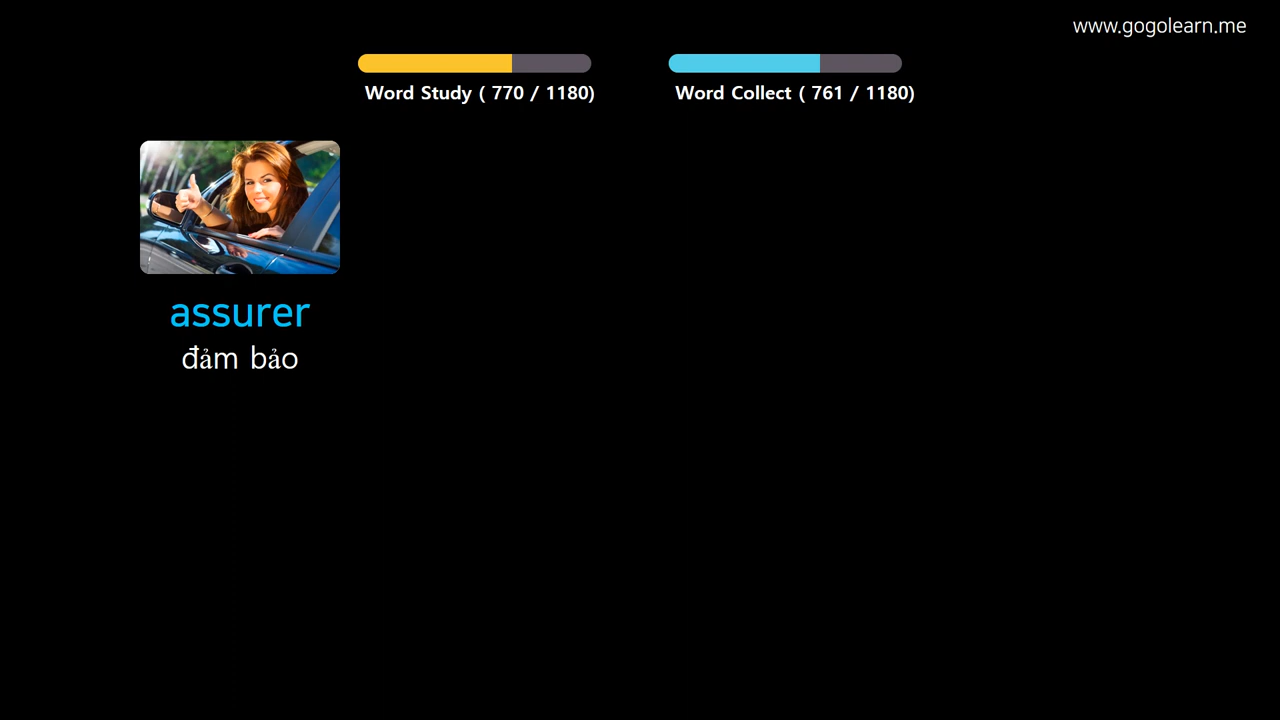 www.gogolearn.me
Word Study ( 770 / 1180)
Word Collect ( 761 / 1180)
assurer
đảm bảo